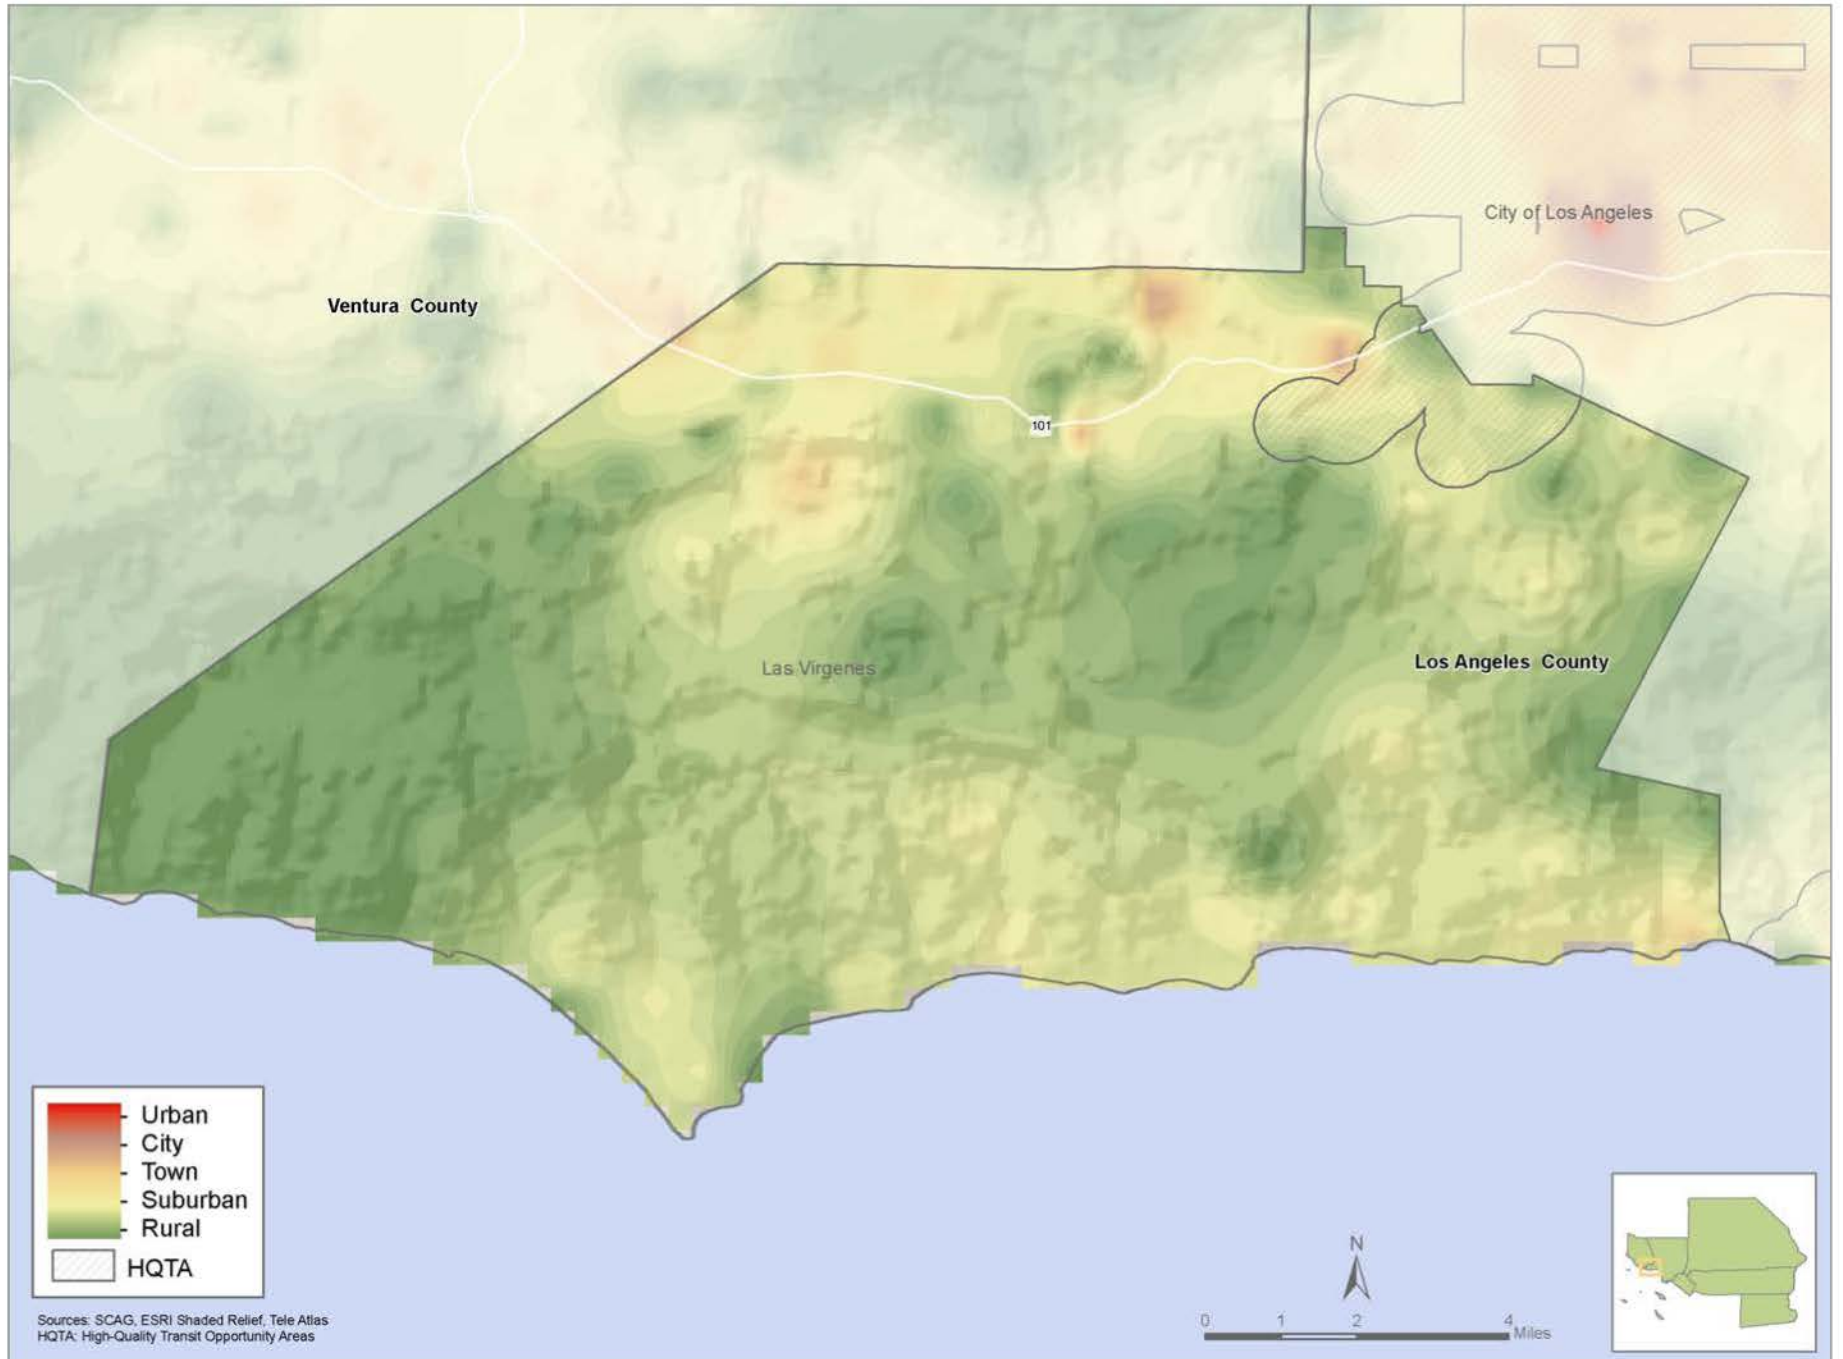 City of Los Angeles
Ventura County
101
Las Virgenes
Los Angeles County
Urban
City
Town
Suburban
Rural
HQTA
Sources: SCAG, ESRI Shaded Relief, Tele Atlas
HQTA: High-Quality Transit Opportunity Areas
N
0 1 2 4
Miles